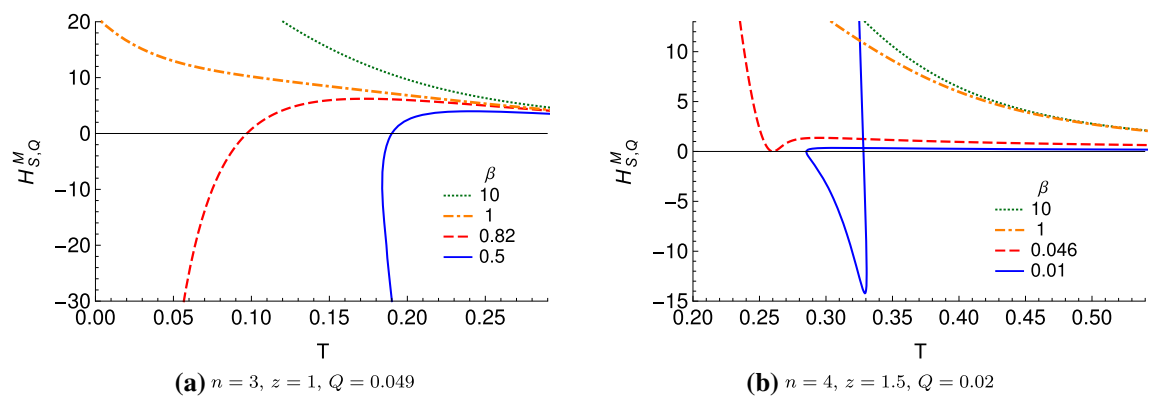 20
10
0
−10
−20
−30
H^M_{S,Q}
β
10
1
0.82
0.5
0.00 0.05 0.10 0.15 0.20 0.25
T
(a) n = 3, z = 1, Q = 0.049
10
5
0
−5
−10
−15
H^M_{S,Q}
β
10
1
0.046
0.01
0.20 0.25 0.30 0.35 0.40 0.45 0.50
T
(b) n = 4, z = 1.5, Q = 0.02